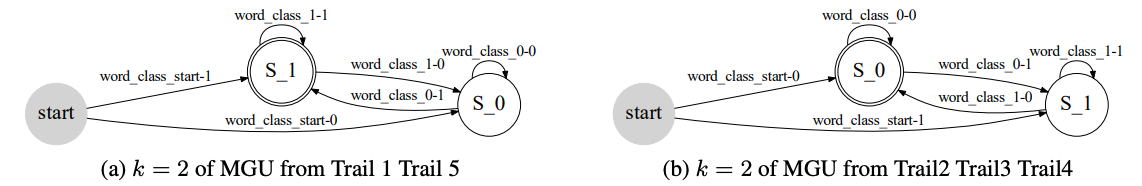 word_class_1-1
word_class_0-0
word_class_start-1
S_1
word_class_1-0
word_class_0-1
S_0
start
word_class_start-0
(a) k = 2 of MGU from Trail 1 Trail 5
word_class_0-0
word_class_1-1
word_class_start-0
S_0
word_class_0-1
word_class_1-0
S_1
start
word_class_start-1
(b) k = 2 of MGU from Trail2 Trail3 Trail4